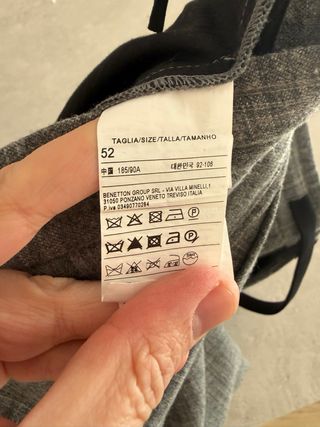 TAGLIA/SIZE/TALLA/TAMANHO
52
中国 185/90A 대한민국 92-108
BENETTON GROUP SRL - VIA VILLA MINELLI,1
31050 PONZANO VENETO TREVISO ITALIA
P.iva 03490770264